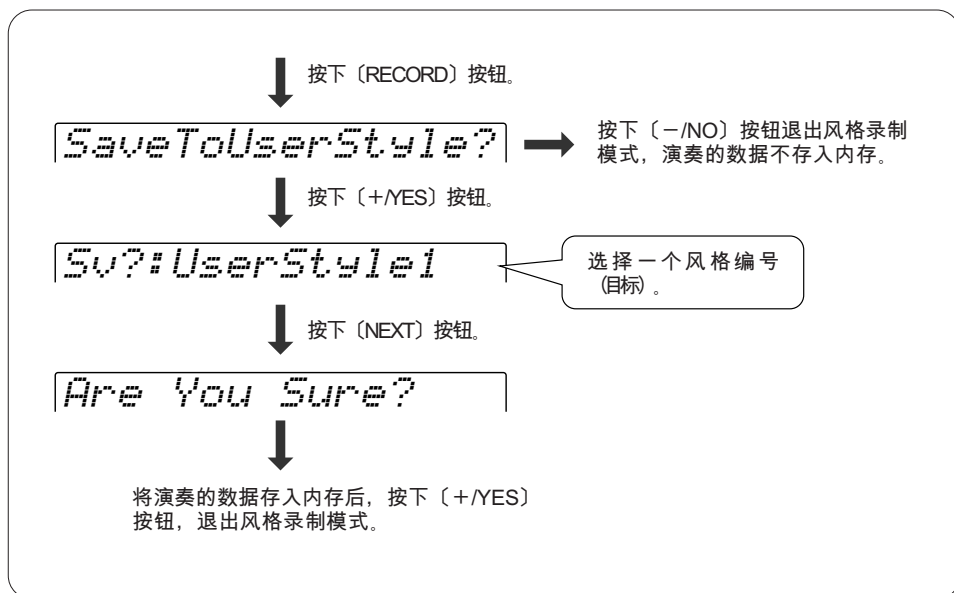 按下〔RECORD〕按钮。
SaveToUserStyle?
按下〔－/NO〕按钮退出风格录制
模式，演奏的数据不存入内存。
按下〔＋/YES〕按钮。
Sv?:UserStyle1
选择一个风格编号
（目标）。
按下〔NEXT〕按钮。
Are You Sure?
将演奏的数据存入内存后，按下〔＋/YES〕
按钮，退出风格录制模式。